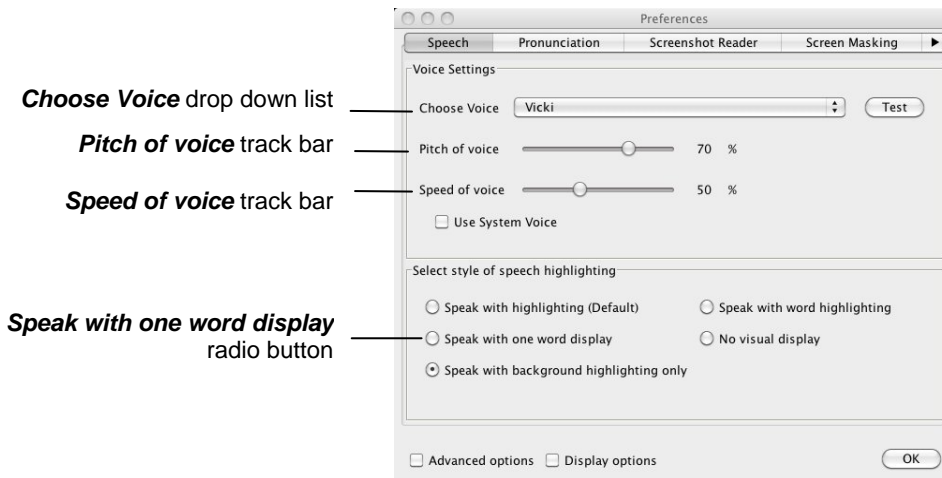 Preferences
Speech Pronunciation Screenshot Reader Screen Masking
Voice Settings
Choose Voice drop down list
Choose Voice Vicki Test
Pitch of voice track bar
Pitch of voice 70 %
Speed of voice track bar
Speed of voice 50 %
Use System Voice
Select style of speech highlighting
Speak with highlighting (Default) Speak with word highlighting
Speak with one word display
radio button
Speak with one word display No visual display
Speak with background highlighting only
Advanced options Display options OK